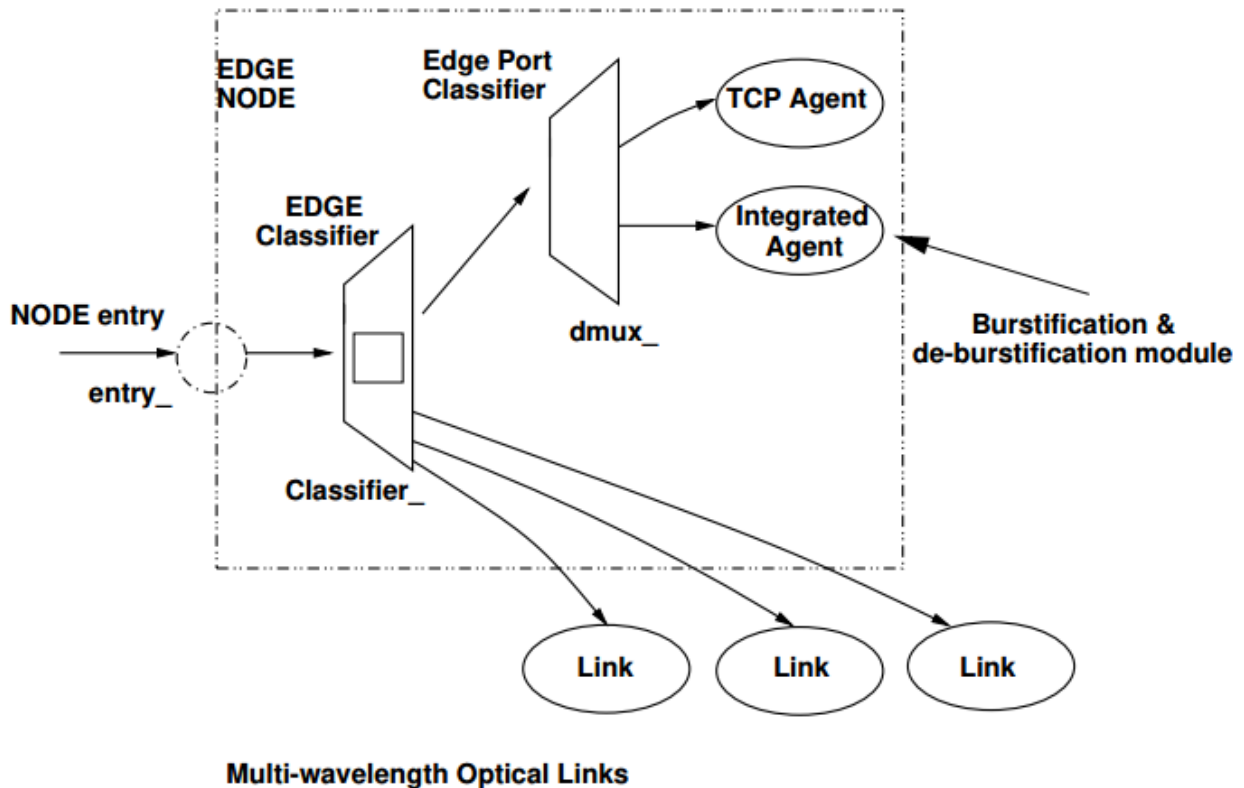 EDGE
NODE
Edge Port
Classifier
TCP Agent
EDGE
Classifier
Integrated
Agent
NODE entry
entry_
dmux_
Burstification &
de-burstification module
Classifier_
Link
Link
Link
Multi-wavelength Optical Links